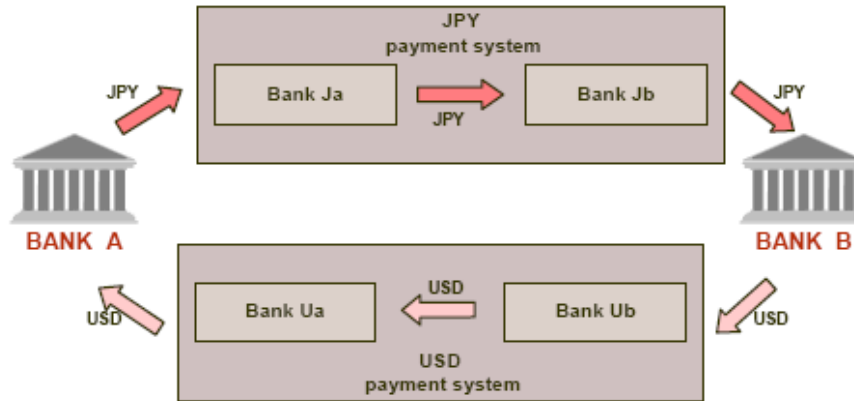 JPY
payment system
JPY
Bank Ja
JPY
Bank Jb
JPY
BANK A
BANK B
USD
Bank Ua
USD
Bank Ub
USD
USD
payment system